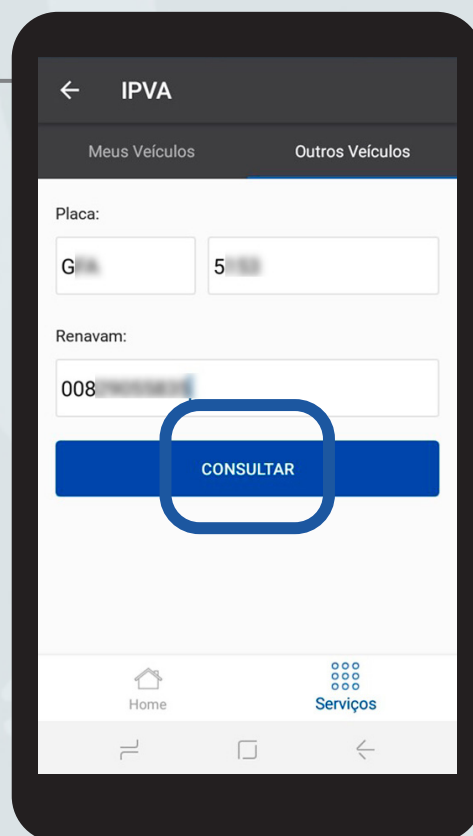 IPVA
Meus Veículos Outros Veículos
Placa:
G 5
Renavam:
008
CONSULTAR
Home Serviços